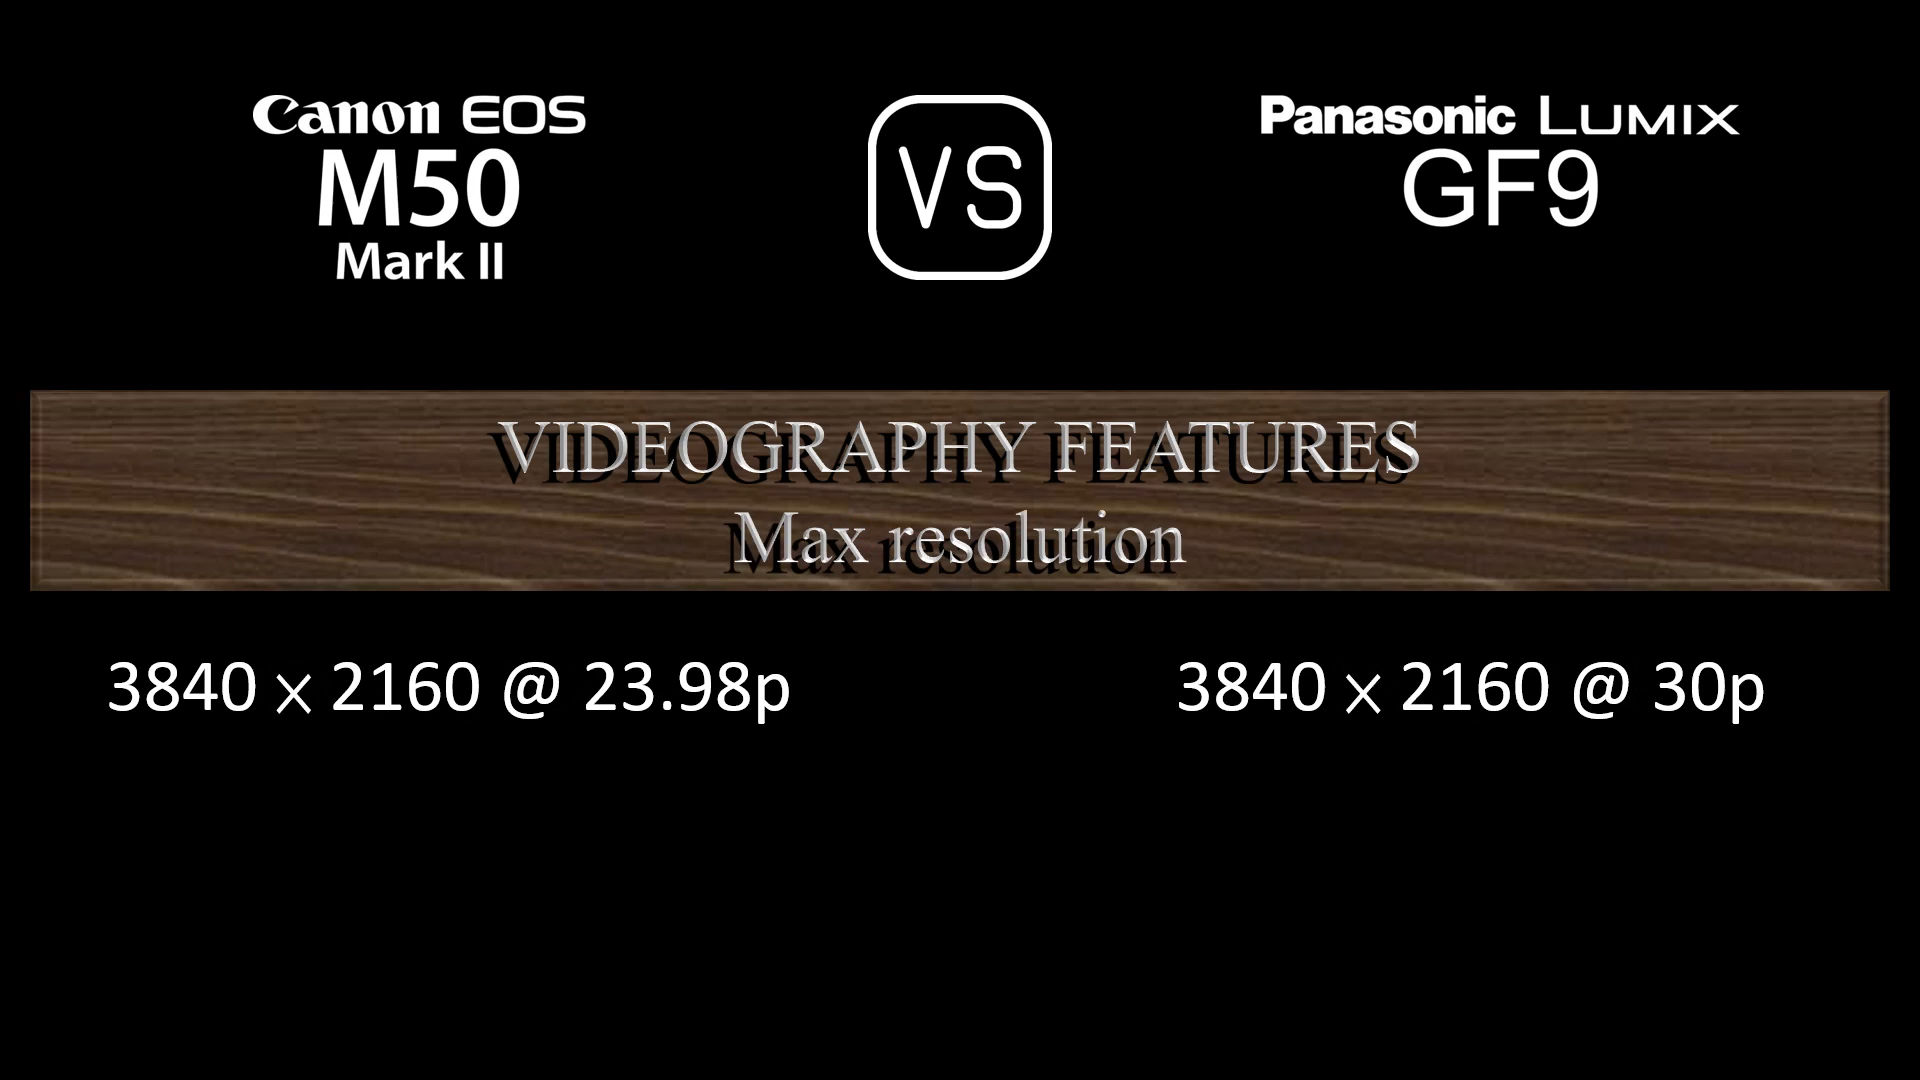 Canon EOS
M50
Mark II
VS
Panasonic LUMIX
GF9
VIDEOGRAPHY FEATURES
Max resolution
3840 x 2160 @ 23.98p
3840 x 2160 @ 30p